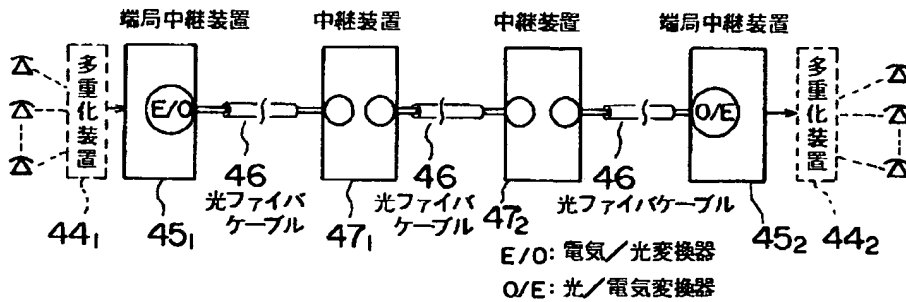 端局中継装置 中継装置 中継装置 端局中継装置
多重化装置 E/O O/E 多重化装置
46 46 46
光ファイバケーブル 光ファイバケーブル 光ファイバケーブル
44₁ 45₁ 47₁ 47₂ 45₂ 44₂
E/O: 電気/光変換器
O/E: 光/電気変換器